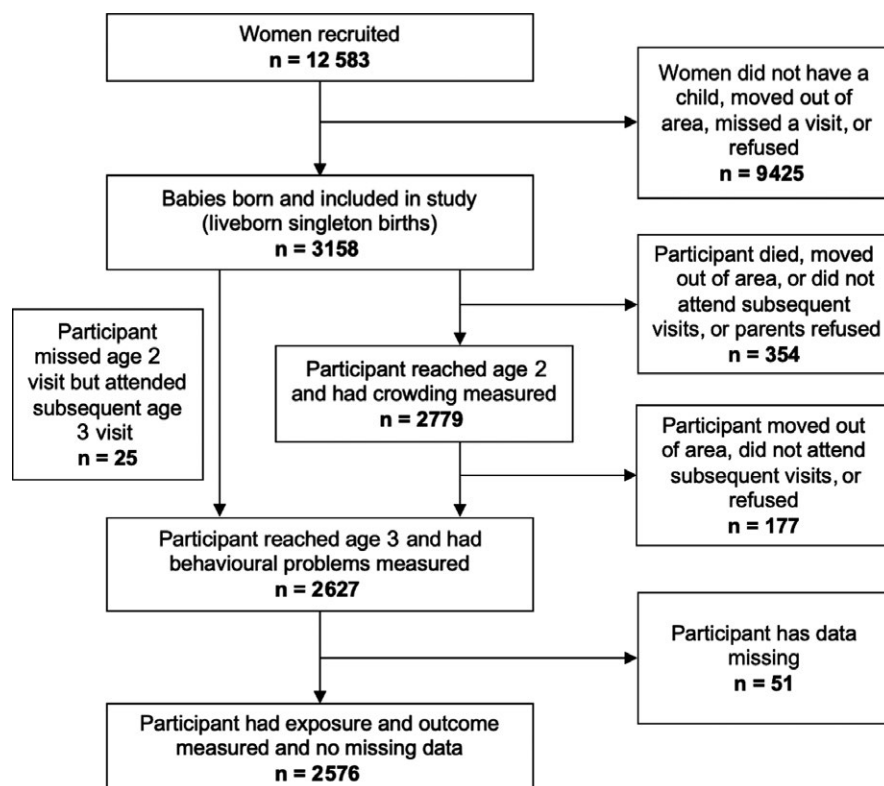 Women recruited
n = 12 583
Women did not have a
child, moved out of
area, missed a visit, or
refused
n = 9425
Babies born and included in study
(liveborn singleton births)
n = 3158
Participant died, moved
out of area, or did not
attend subsequent
visits, or parents refused
n = 354
Participant
missed age 2
visit but attended
subsequent age
3 visit
n = 25
Participant reached age 2
and had crowding measured
n = 2779
Participant moved out
of area, did not attend
subsequent visits, or
refused
n = 177
Participant reached age 3 and had
behavioural problems measured
n = 2627
Participant has data
missing
n = 51
Participant had exposure and outcome
measured and no missing data
n = 2576